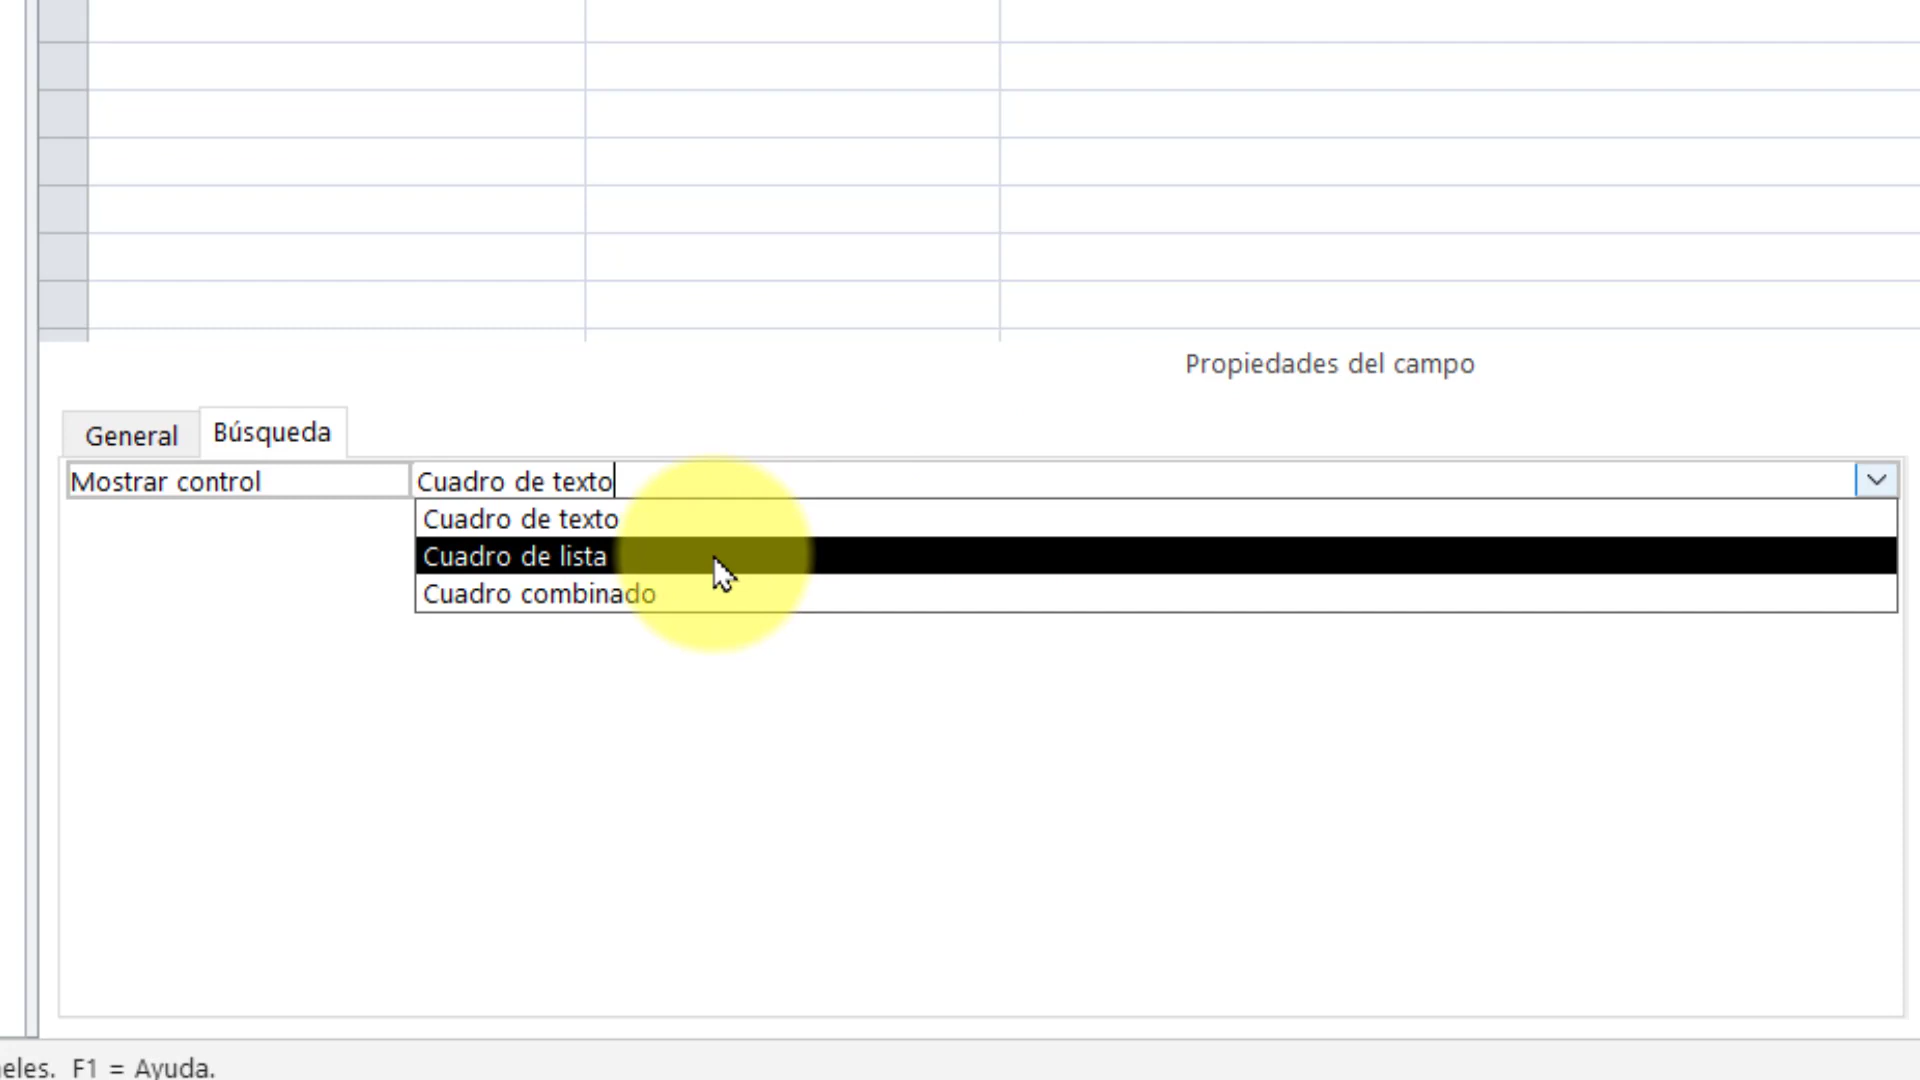 Propiedades del campo
General
Búsqueda
Mostrar control
Cuadro de texto
Cuadro de texto
Cuadro de lista
Cuadro combinado
F1 = Ayuda.